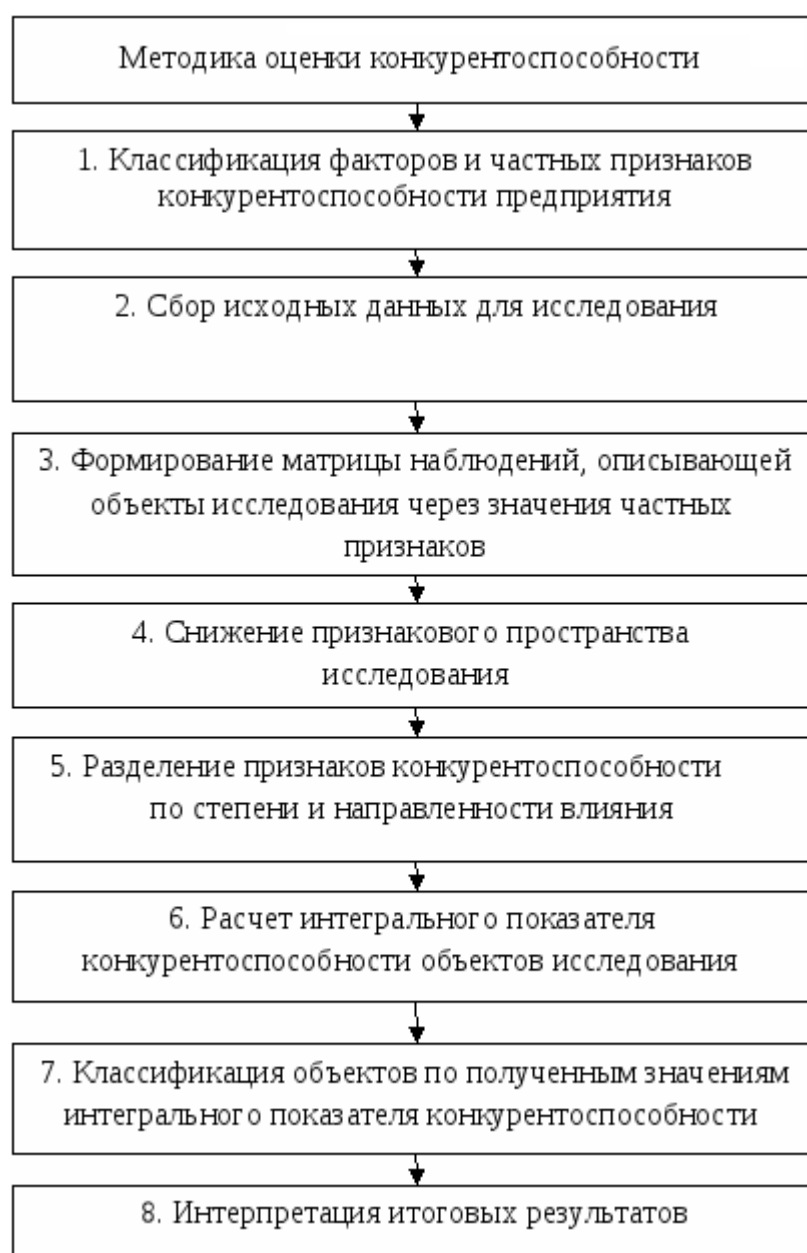 Методика оценки конкурентоспособности
1. Классификация факторов и частных признаков
конкурентоспособности предприятия
2. Сбор исходных данных для исследования
3. Формирование матрицы наблюдений, описывающей
объекты исследования через значения частных
признаков
4. Снижение признакового пространства
исследования
5. Разделение признаков конкурентоспособности
по степени и направленности влияния
6. Расчет интегрального показателя
конкурентоспособности объектов исследования
7. Классификация объектов по полученным значениям
интегрального показателя конкурентоспособности
8. Интерпретация итоговых результатов